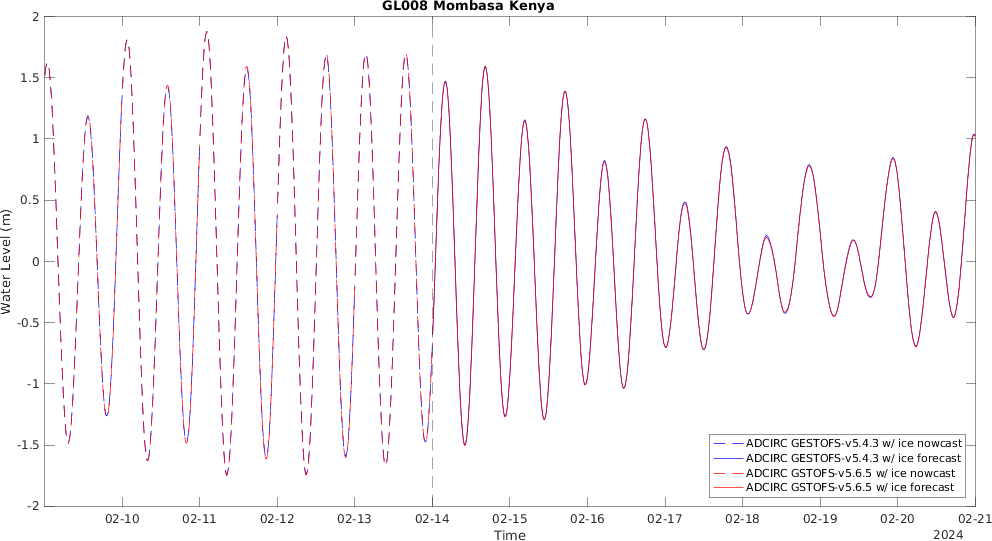 GL008 Mombasa Kenya
2
1.5
1
0.5
0
-0.5
-1
-1.5
-2
Water Level (m)
ADCIRC GESTOFS-v5.4.3 w/ ice nowcast
ADCIRC GESTOFS-v5.4.3 w/ ice forecast
ADCIRC GSTOFS-v5.6.5 w/ ice nowcast
ADCIRC GSTOFS-v5.6.5 w/ ice forecast
02-10 02-11 02-12 02-13 02-14 02-15 02-16 02-17 02-18 02-19 02-20 02-21
Time
2024